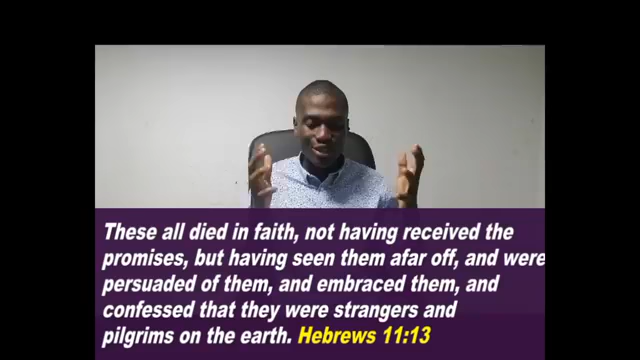 These all died in faith, not having received the
promises, but having seen them afar off, and were
persuaded of them, and embraced them, and
confessed that they were strangers and
pilgrims on the earth. Hebrews 11:13